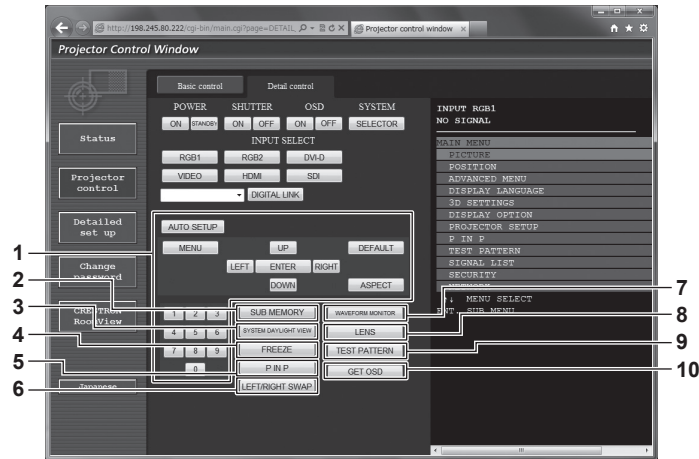 http://198.245.80.222/cgi-bin/main.cgi?page=DETAIL_
Projector control window
Projector Control Window
Basic control
Detail control
POWER
SHUTTER
OSD
SYSTEM
ON
STANDBY
ON
OFF
ON
OFF
SELECTOR
INPUT SELECT
RGB1
RGB2
DVI-D
VIDEO
HDMI
SDI
DIGITAL LINK
AUTO SETUP
MENU
UP
DEFAULT
LEFT
ENTER
RIGHT
DOWN
ASPECT
1
2
3
SUB MEMORY
WAVEFORM MONITOR
4
5
6
SYSTEM DAYLIGHT VIEW
LENS
7
8
9
FREEZE
TEST PATTERN
0
P IN P
GET OSD
LEFT/RIGHT SWAP
Status
Projector control
Detailed set up
Change password
CRESTRON RoomView
Japanese
INPUT RGB1
NO SIGNAL
MAIN MENU
PICTURE
POSITION
ADVANCED MENU
DISPLAY LANGUAGE
3D SETTINGS
DISPLAY OPTION
PROJECTOR SETUP
P IN P
TEST PATTERN
SIGNAL LIST
SECURITY
NETWORK
↑↓ MENU SELECT
ENT. SUB MENU
1
2
3
4
5
6
7
8
9
10